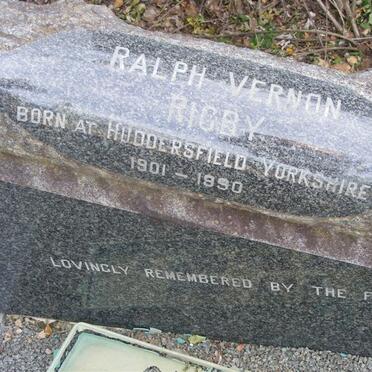 RALPH VERNON
RIGBY
BORN AT HUDDERSFIELD YORKSHIRE
1901 - 1990
LOVINGLY REMEMBERED BY THE F